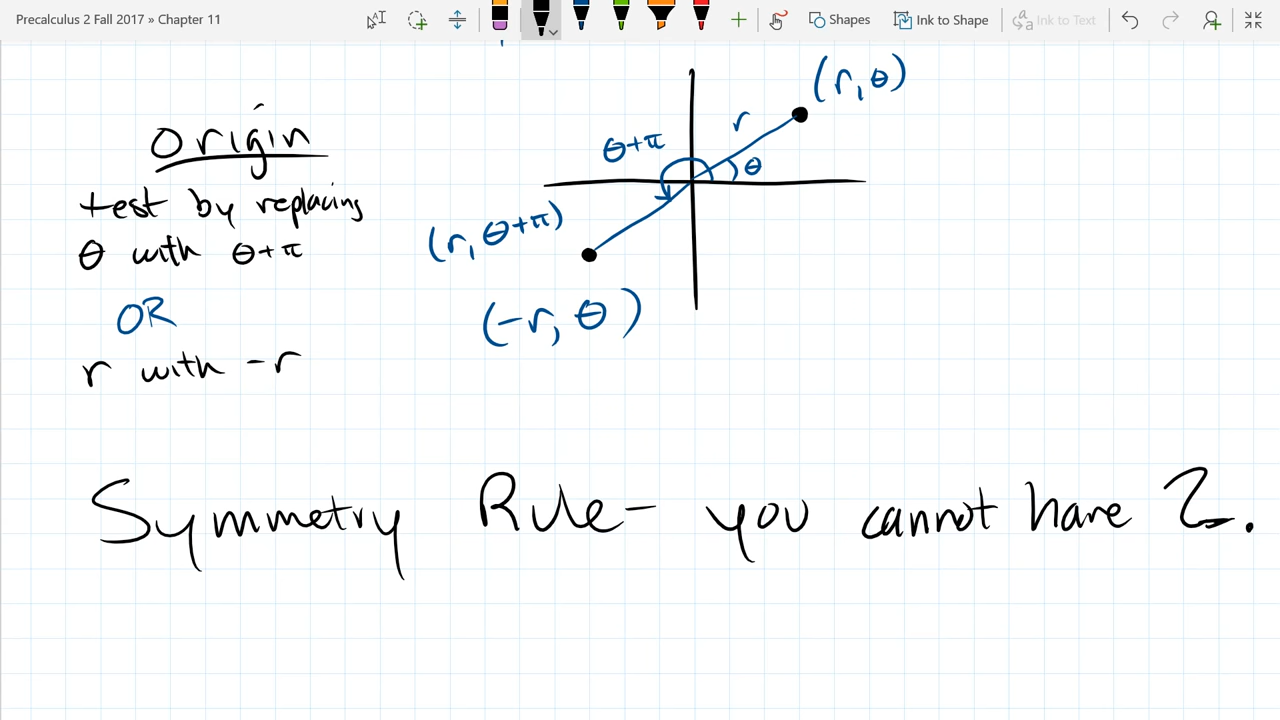 Precalculus 2 Fall 2017 » Chapter 11
Shapes
Ink to Shape
Ink to Text
(r, θ)
origin
r
θ+π
θ
test by replacing
θ with θ+π
(r, θ+π)
OR
(-r, θ)
r with -r
Symmetry Rule- you cannot have 2.